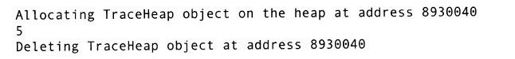 Allocating TraceHeap object on the heap at address 8930040
5
Deleting TraceHeap object at address 8930040